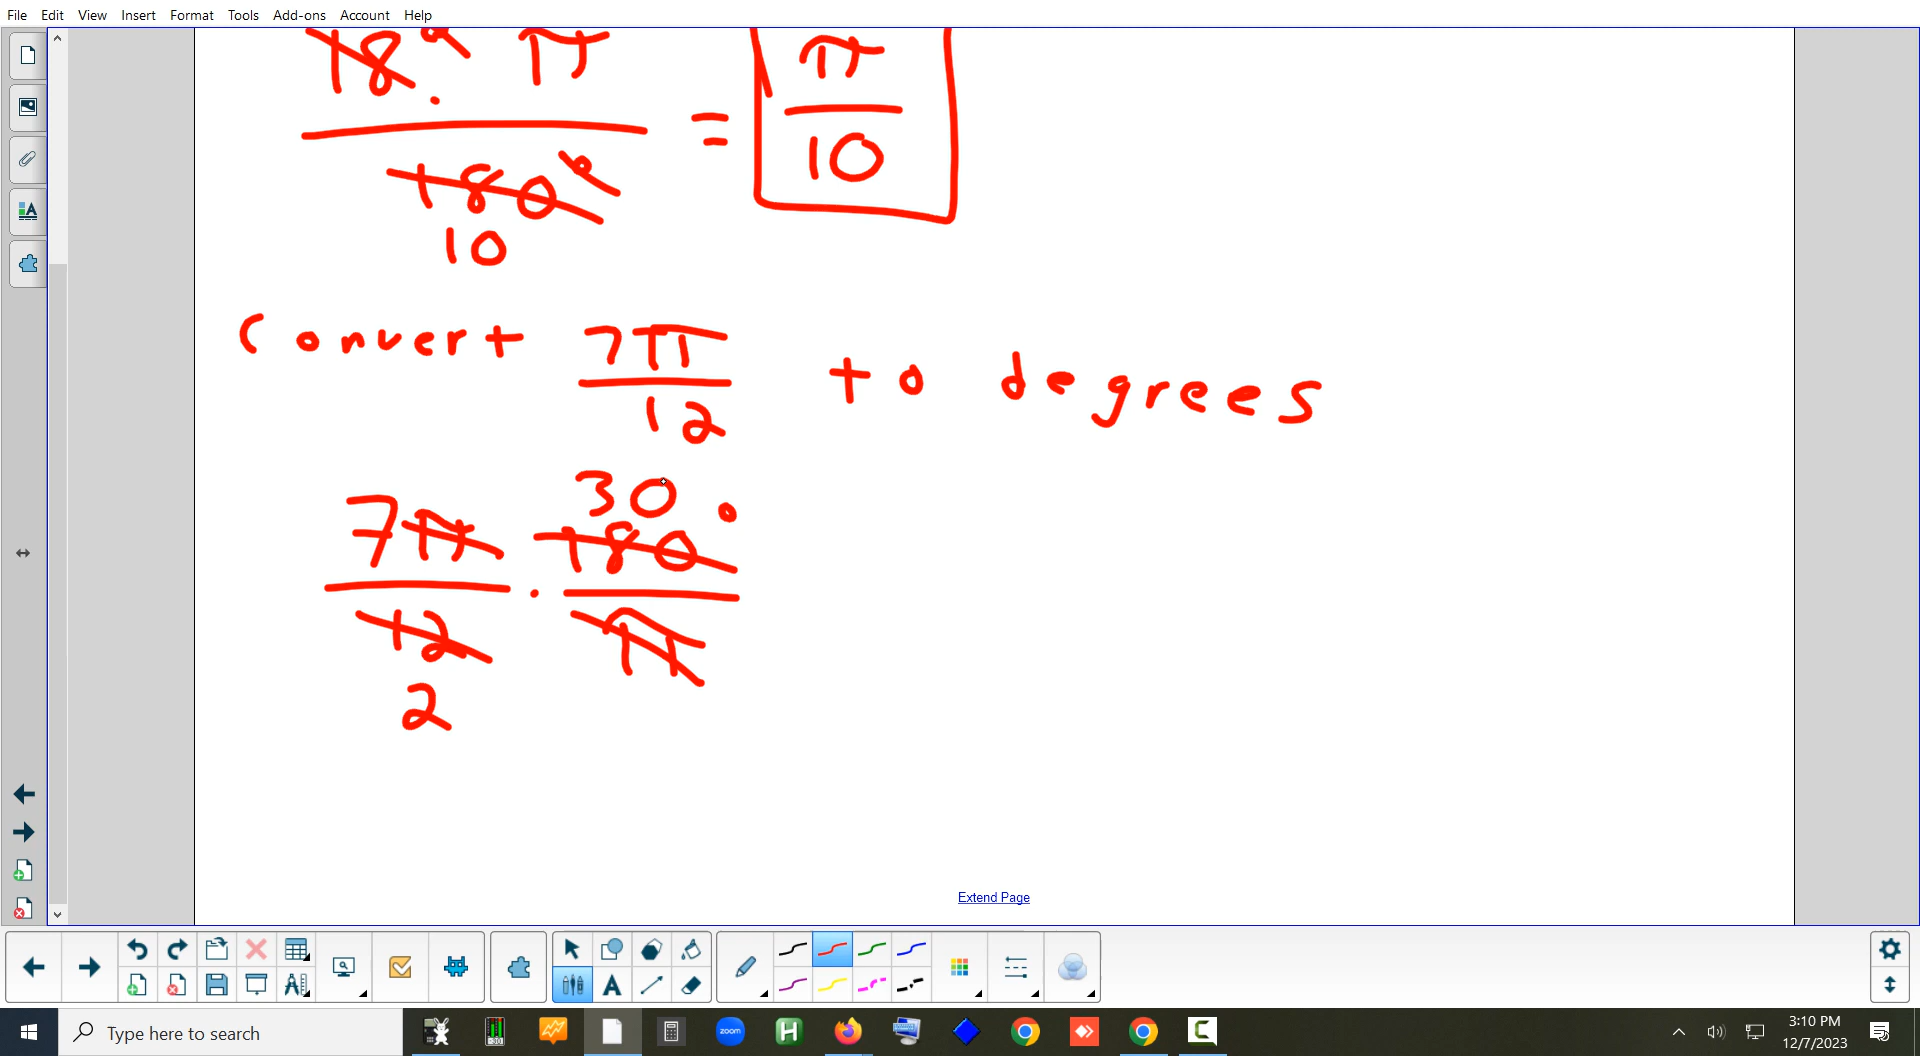 File Edit View Insert Format Tools Add-ons Account Help
18° · π
180°
10
=
π
10
Convert 7π/12 to degrees
30
7π · 180°
12 π
2
Extend Page
Type here to search
zoom
3:10 PM
12/7/2023